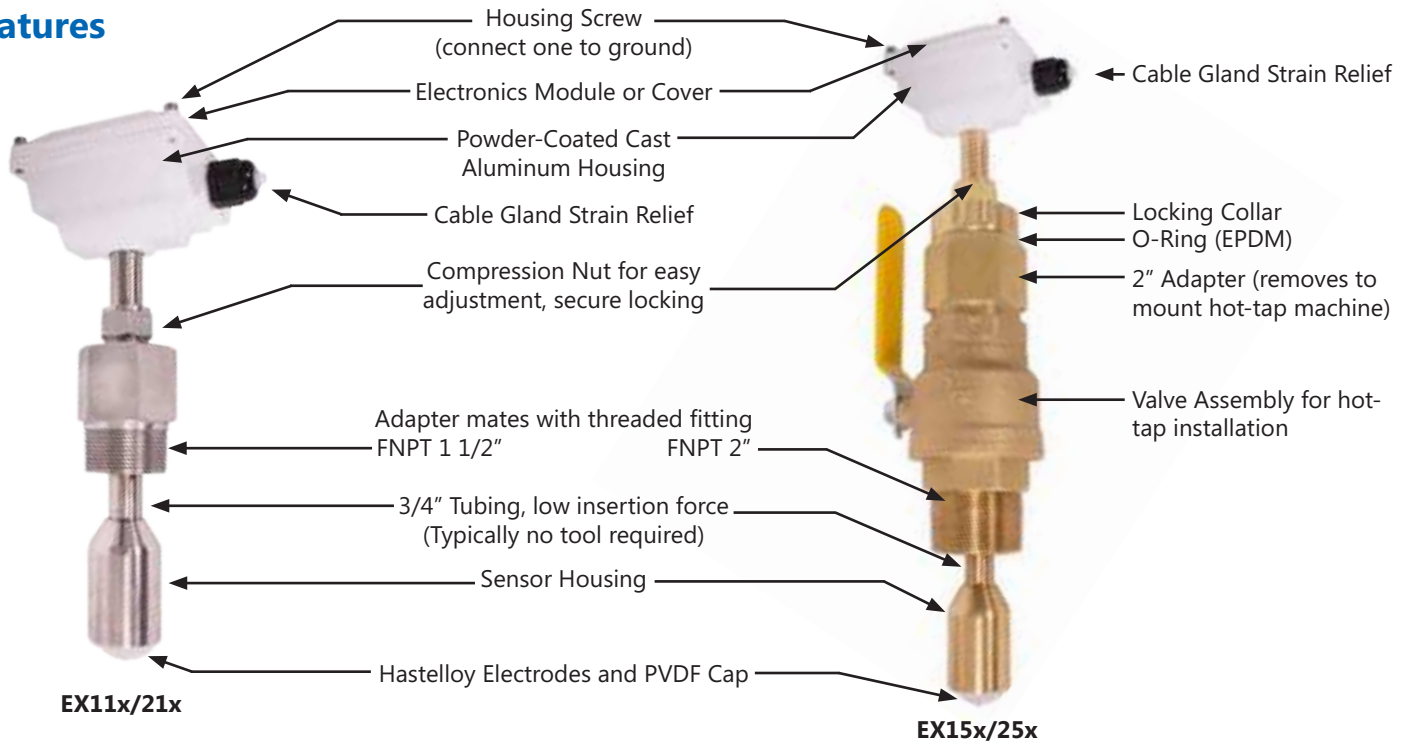 atures
Housing Screw
(connect one to ground)
Cable Gland Strain Relief
Electronics Module or Cover
Powder-Coated Cast
Aluminum Housing
Cable Gland Strain Relief
Locking Collar
O-Ring (EPDM)
Compression Nut for easy
adjustment, secure locking
2” Adapter (removes to
mount hot-tap machine)
Valve Assembly for hot-
tap installation
Adapter mates with threaded fitting
FNPT 1 1/2” FNPT 2”
3/4” Tubing, low insertion force
(Typically no tool required)
Sensor Housing
Hastelloy Electrodes and PVDF Cap
EX11x/21x
EX15x/25x